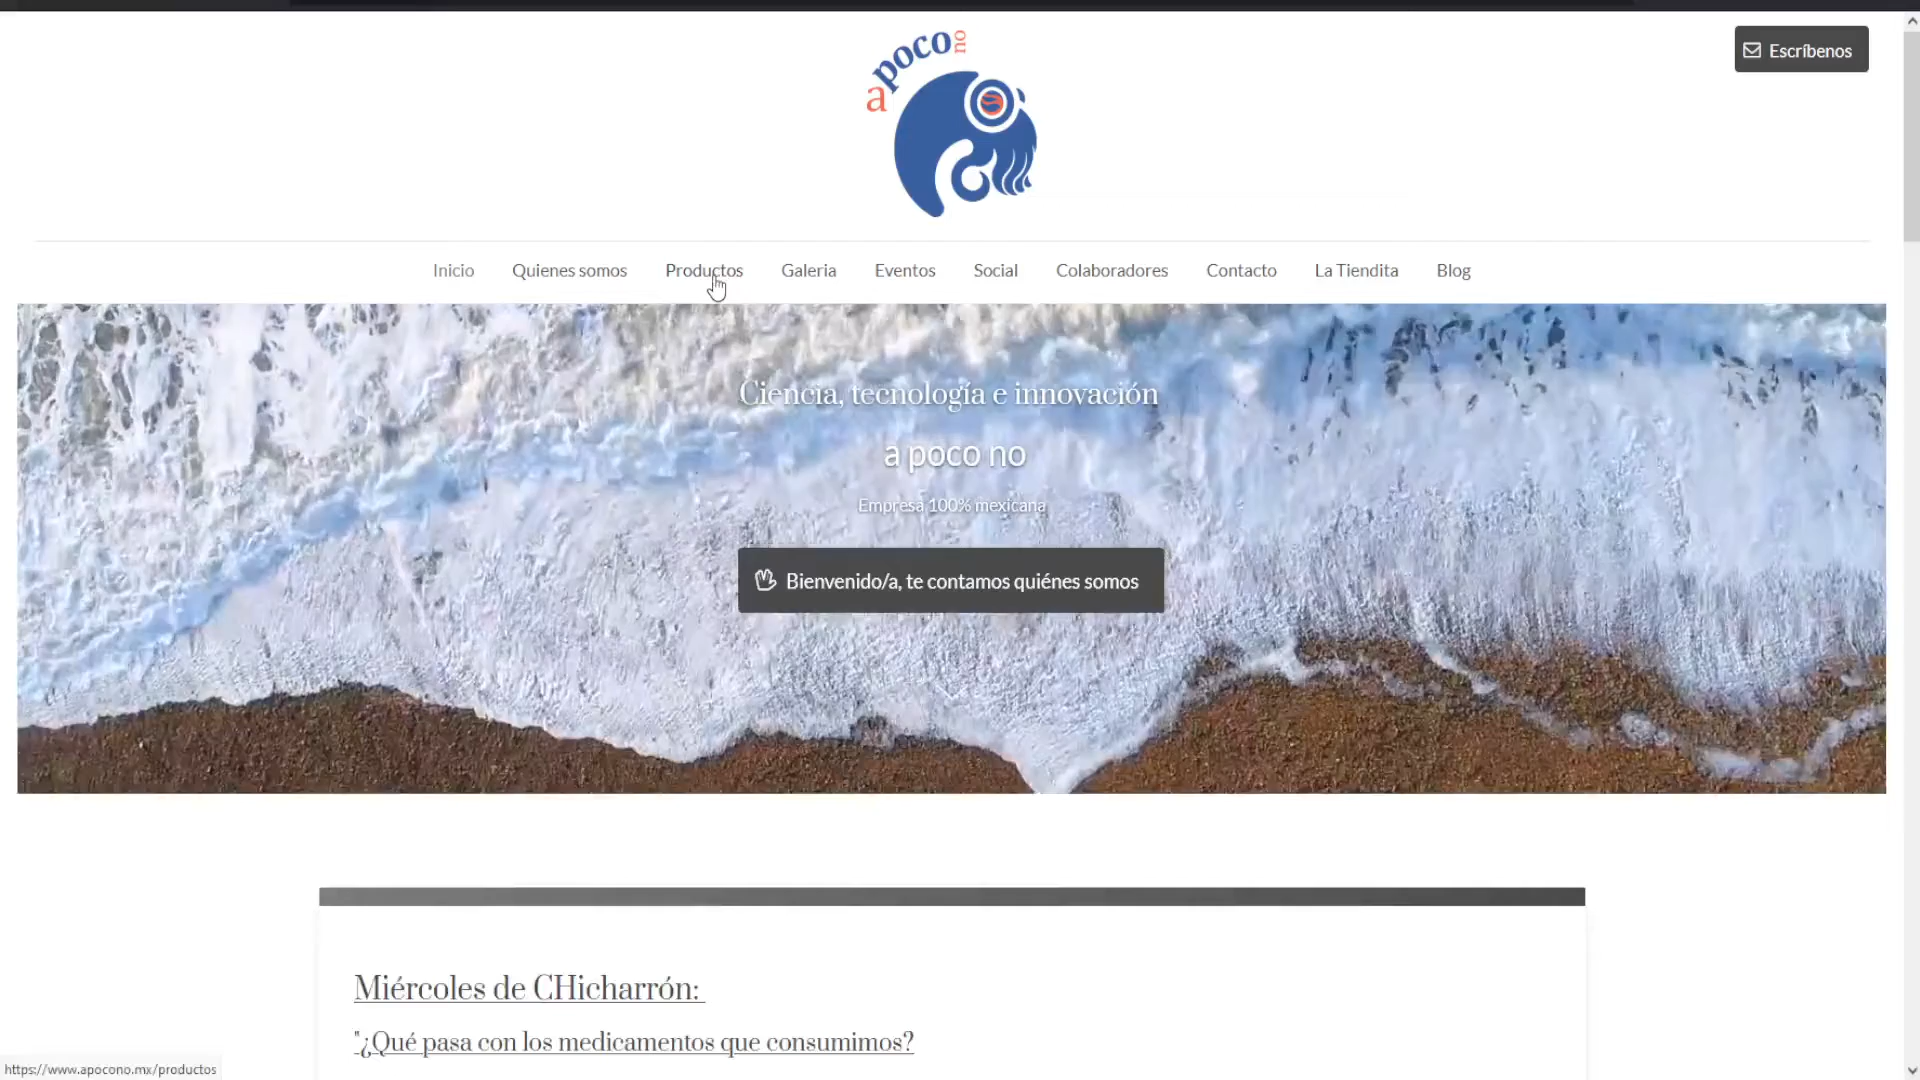 a poco no
Escríbenos
Inicio Quienes somos Productos Galeria Eventos Social Colaboradores Contacto La Tiendita Blog
Ciencia, tecnología e innovación
a poco no
Empresa 100% mexicana
Bienvenido/a, te contamos quiénes somos
Miércoles de CHicharrón:
"¿Qué pasa con los medicamentos que consumimos?
https://www.apocono.mx/productos